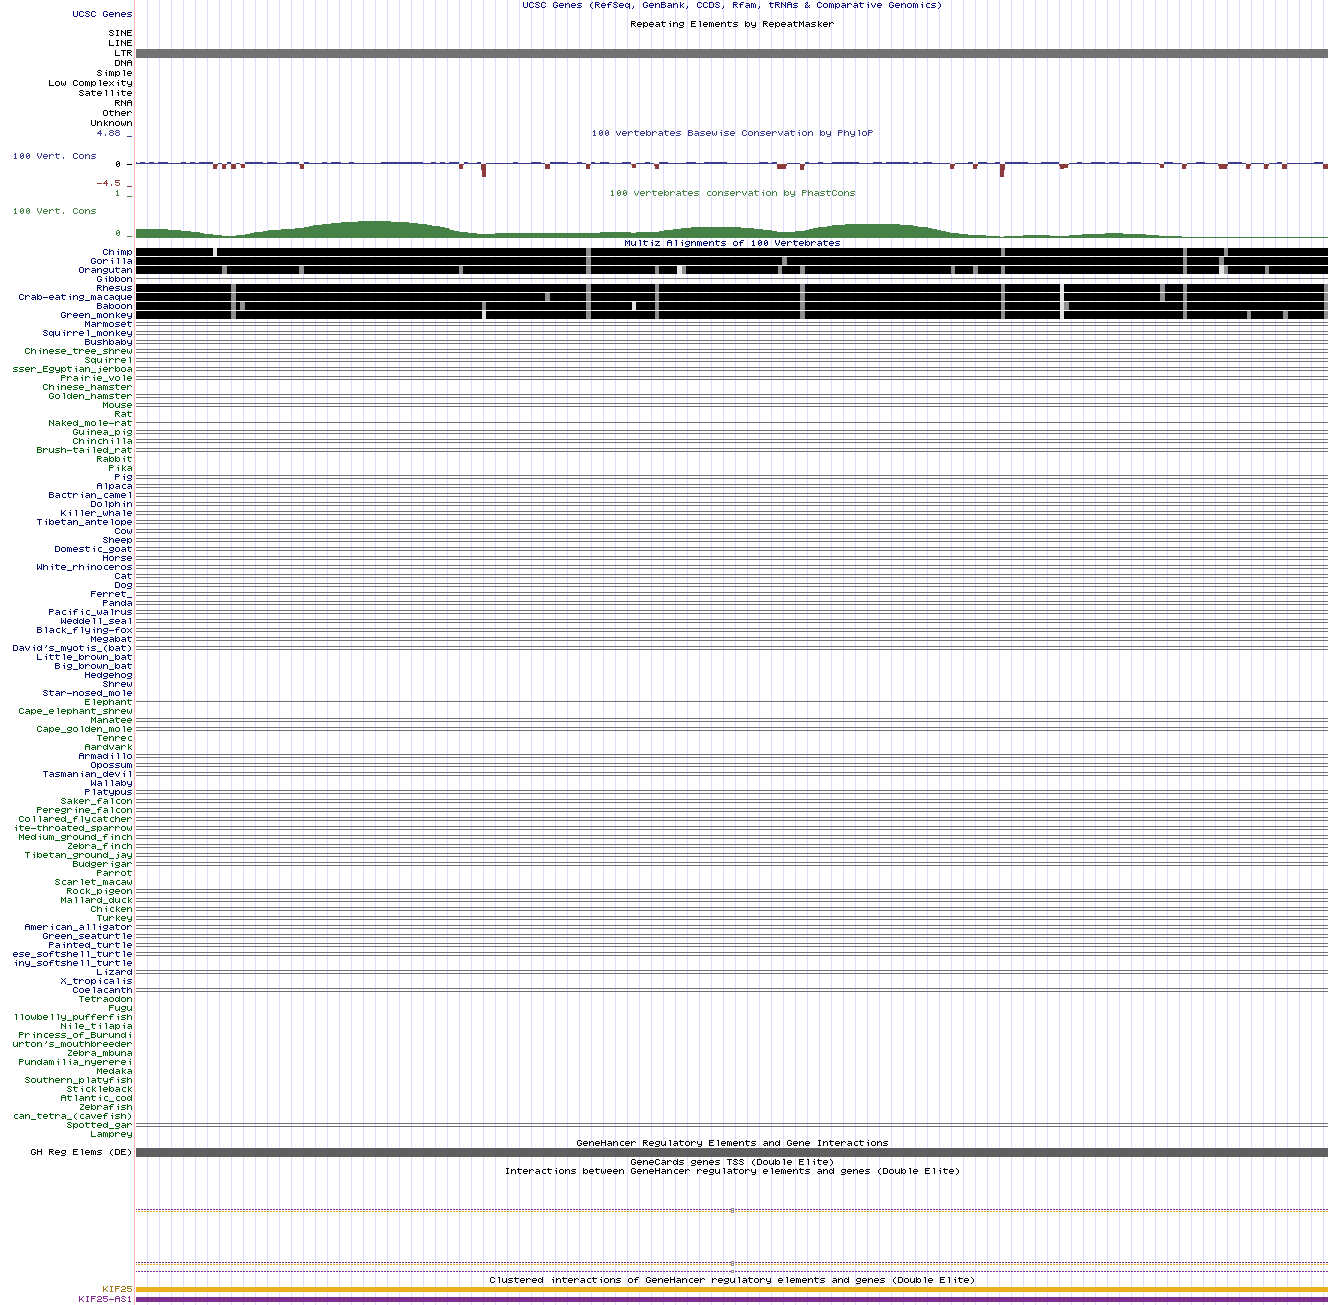 UCSC Genes (RefSeq, GenBank, CCDS, Rfam, tRNAs & Comparative Genomics)
UCSC Genes
Repeating Elements by RepeatMasker
SINE
LINE
LTR
DNA
Simple
Low Complexity
Satellite
RNA
Other
Unknown
4.88 _
100 vertebrates Basewise Conservation by PhyloP
100 Vert. Cons
0 _
-4.5 _
1 _
100 vertebrates conservation by PhastCons
100 Vert. Cons
0 _
Multiz Alignments of 100 Vertebrates
Chimp
Gorilla
Orangutan
Gibbon
Rhesus
Crab-eating_macaque
Baboon
Green_monkey
Marmoset
Squirrel_monkey
Bushbaby
Chinese_tree_shrew
Squirrel
sser_Egyptian_jerboa
Prairie_vole
Chinese_hamster
Golden_hamster
Mouse
Rat
Naked_mole-rat
Guinea_pig
Chinchilla
Brush-tailed_rat
Rabbit
Pika
Pig
Alpaca
Bactrian_camel
Dolphin
Killer_whale
Tibetan_antelope
Cow
Sheep
Domestic_goat
Horse
White_rhinoceros
Cat
Dog
Ferret_
Panda
Pacific_walrus
Weddell_seal
Black_flying-fox
Megabat
David's_myotis_(bat)
Little_brown_bat
Big_brown_bat
Hedgehog
Shrew
Star-nosed_mole
Elephant
Cape_elephant_shrew
Manatee
Cape_golden_mole
Tenrec
Aardvark
Armadillo
Opossum
Tasmanian_devil
Wallaby
Platypus
Saker_falcon
Peregrine_falcon
Collared_flycatcher
ite-throated_sparrow
Medium_ground_finch
Zebra_finch
Tibetan_ground_jay
Budgerigar
Parrot
Scarlet_macaw
Rock_pigeon
Mallard_duck
Chicken
Turkey
American_alligator
Green_seaturtle
Painted_turtle
ese_softshell_turtle
iny_softshell_turtle
Lizard
X_tropicalis
Coelacanth
Tetraodon
Fugu
llowbelly_pufferfish
Nile_tilapia
Princess_of_Burundi
urton's_mouthbreeder
Zebra_mbuna
Pundamilia_nyererei
Medaka
Southern_platyfish
Stickleback
Atlantic_cod
Zebrafish
can_tetra_(cavefish)
Spotted_gar
Lamprey
GeneHancer Regulatory Elements and Gene Interactions
GH Reg Elems (DE)
GeneCards genes TSS (Double Elite)
Interactions between GeneHancer regulatory elements and genes (Double Elite)
Clustered interactions of GeneHancer regulatory elements and genes (Double Elite)
KIF25
KIF25-AS1